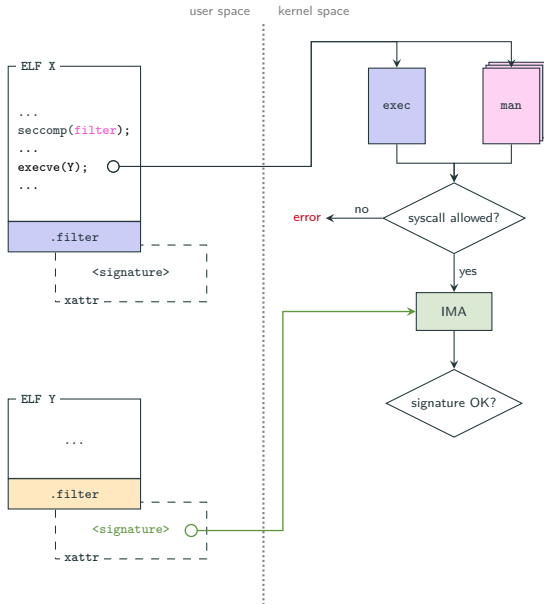 user space
kernel space
ELF X
...
seccomp(filter);
...
execve(Y);
...
.filter
<signature>
xattr
exec
man
syscall allowed?
no
error
yes
IMA
signature OK?
ELF Y
...
.filter
<signature>
xattr